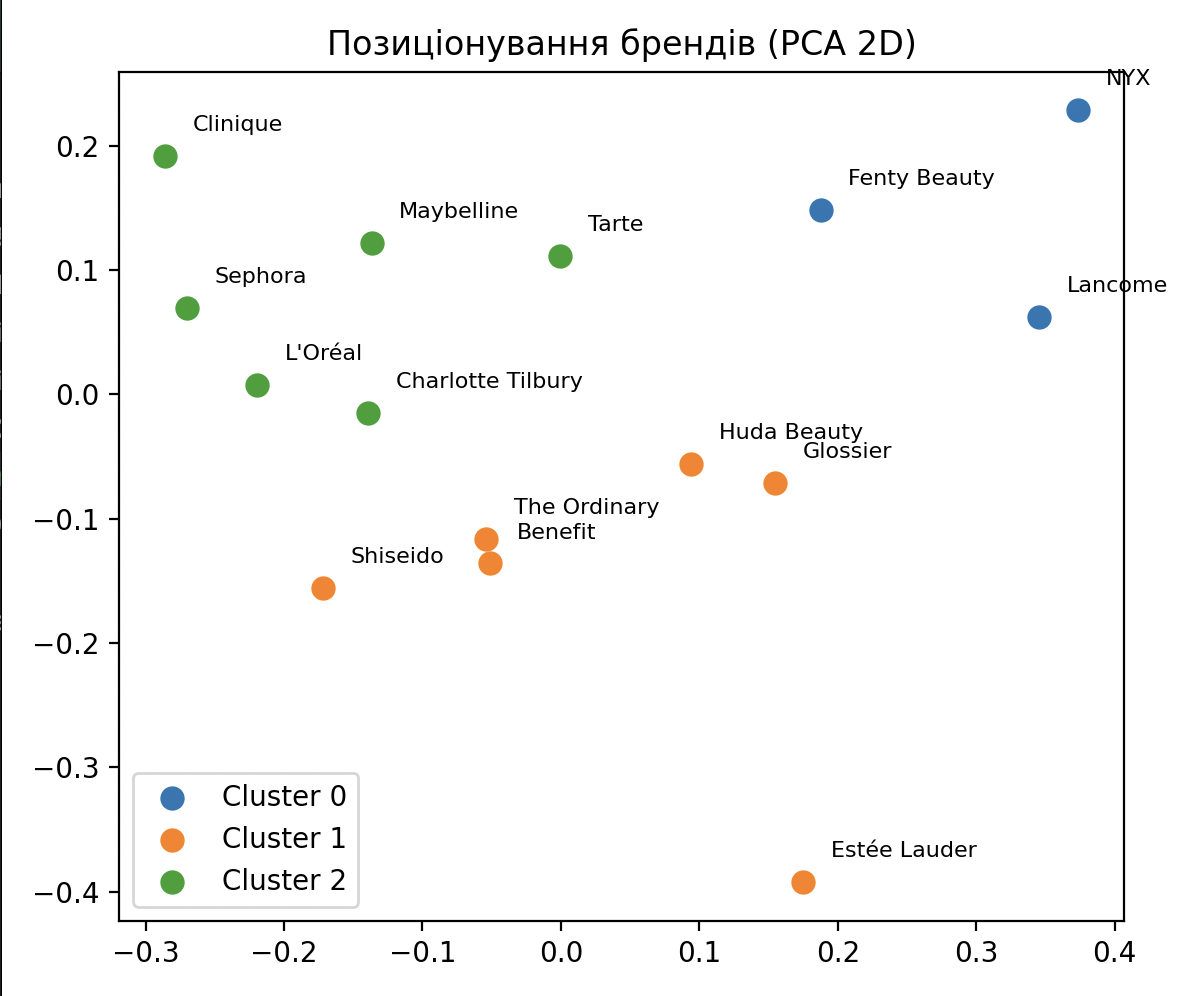 Позиціонування брендів (PCA 2D)
NYX
Clinique
Fenty Beauty
Maybelline
Tarte
Sephora
Lancome
L'Oréal
Charlotte Tilbury
Huda Beauty
Glossier
The Ordinary
Benefit
Shiseido
Estée Lauder
0.2
0.1
0.0
−0.1
−0.2
−0.3
−0.4
Cluster 0
Cluster 1
Cluster 2
−0.3 −0.2 −0.1 0.0 0.1 0.2 0.3 0.4